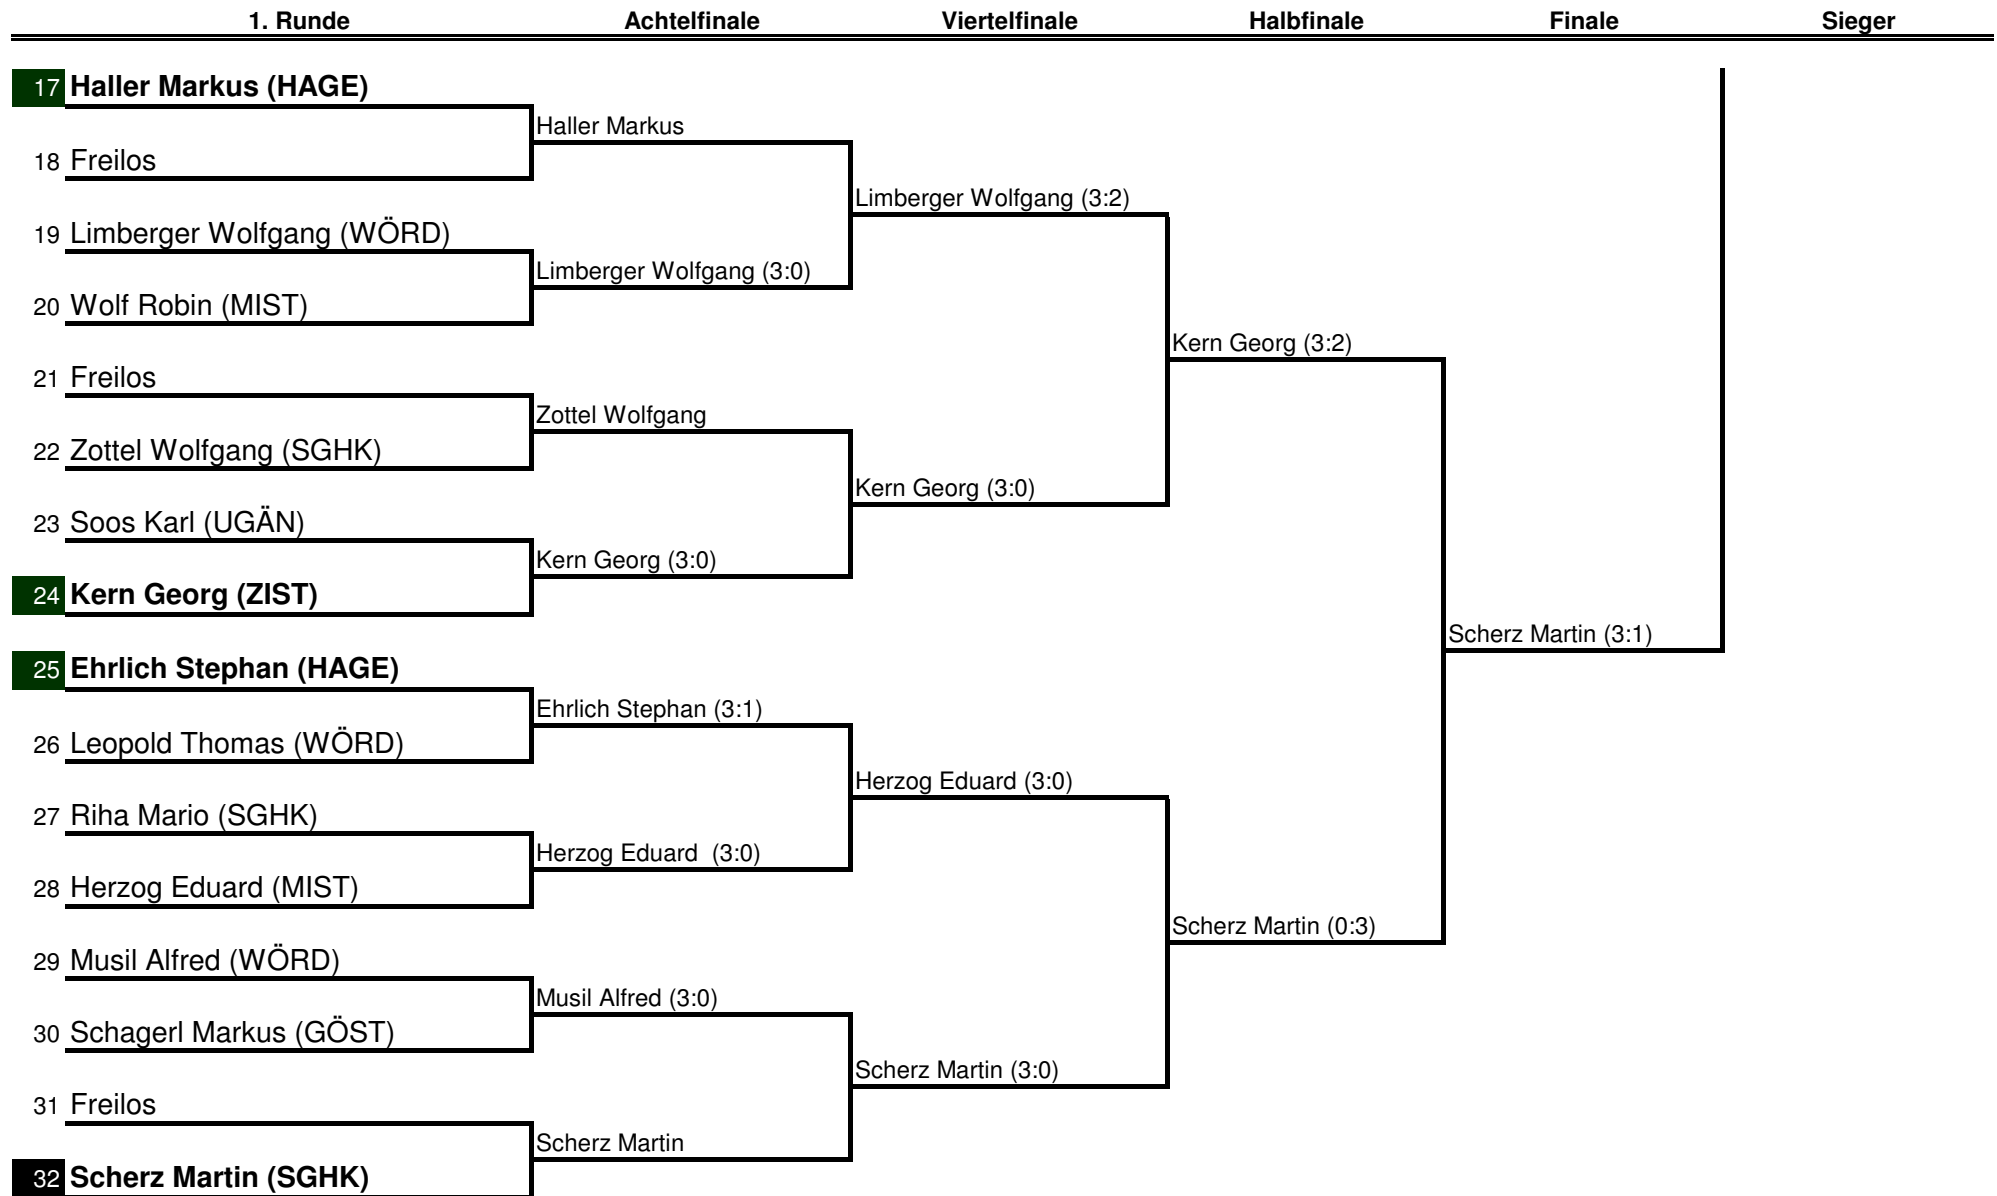 1. Runde Achtelfinale Viertelfinale Halbfinale Finale Sieger
17 Haller Markus (HAGE)
Haller Markus
18 Freilos
Limberger Wolfgang (3:2)
19 Limberger Wolfgang (WÖRD)
Limberger Wolfgang (3:0)
20 Wolf Robin (MIST)
Kern Georg (3:2)
21 Freilos
Zottel Wolfgang
22 Zottel Wolfgang (SGHK)
Kern Georg (3:0)
23 Soos Karl (UGÄN)
Kern Georg (3:0)
24 Kern Georg (ZIST)
Scherz Martin (3:1)
25 Ehrlich Stephan (HAGE)
Ehrlich Stephan (3:1)
26 Leopold Thomas (WÖRD)
Herzog Eduard (3:0)
27 Riha Mario (SGHK)
Herzog Eduard  (3:0)
28 Herzog Eduard (MIST)
Scherz Martin (0:3)
29 Musil Alfred (WÖRD)
Musil Alfred (3:0)
30 Schagerl Markus (GÖST)
Scherz Martin (3:0)
31 Freilos
Scherz Martin
32 Scherz Martin (SGHK)